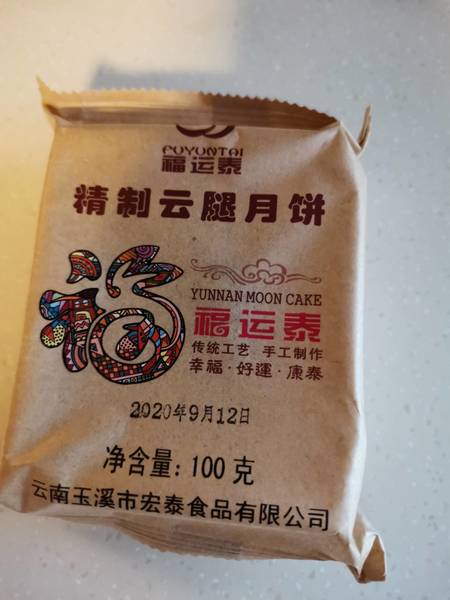 FUYUNTAI
福运泰
精制云腿月饼
福
YUNNAN MOON CAKE
福运泰
传统工艺 手工制作
幸福·好運·康泰
2020年9月12日
净含量: 100 克
云南玉溪市宏泰食品有限公司